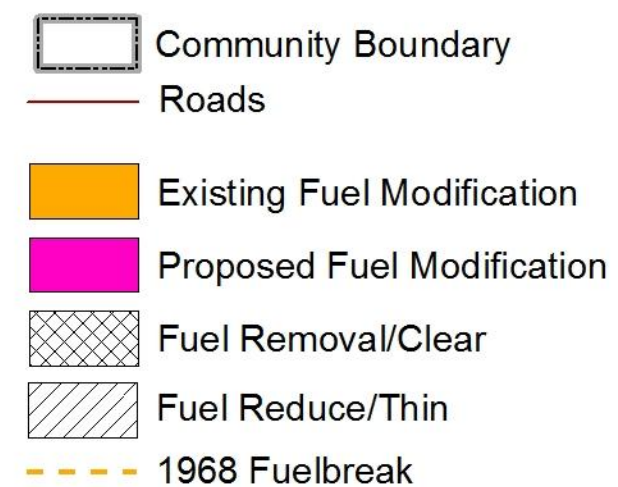 Community Boundary
Roads
Existing Fuel Modification
Proposed Fuel Modification
Fuel Removal/Clear
Fuel Reduce/Thin
1968 Fuelbreak